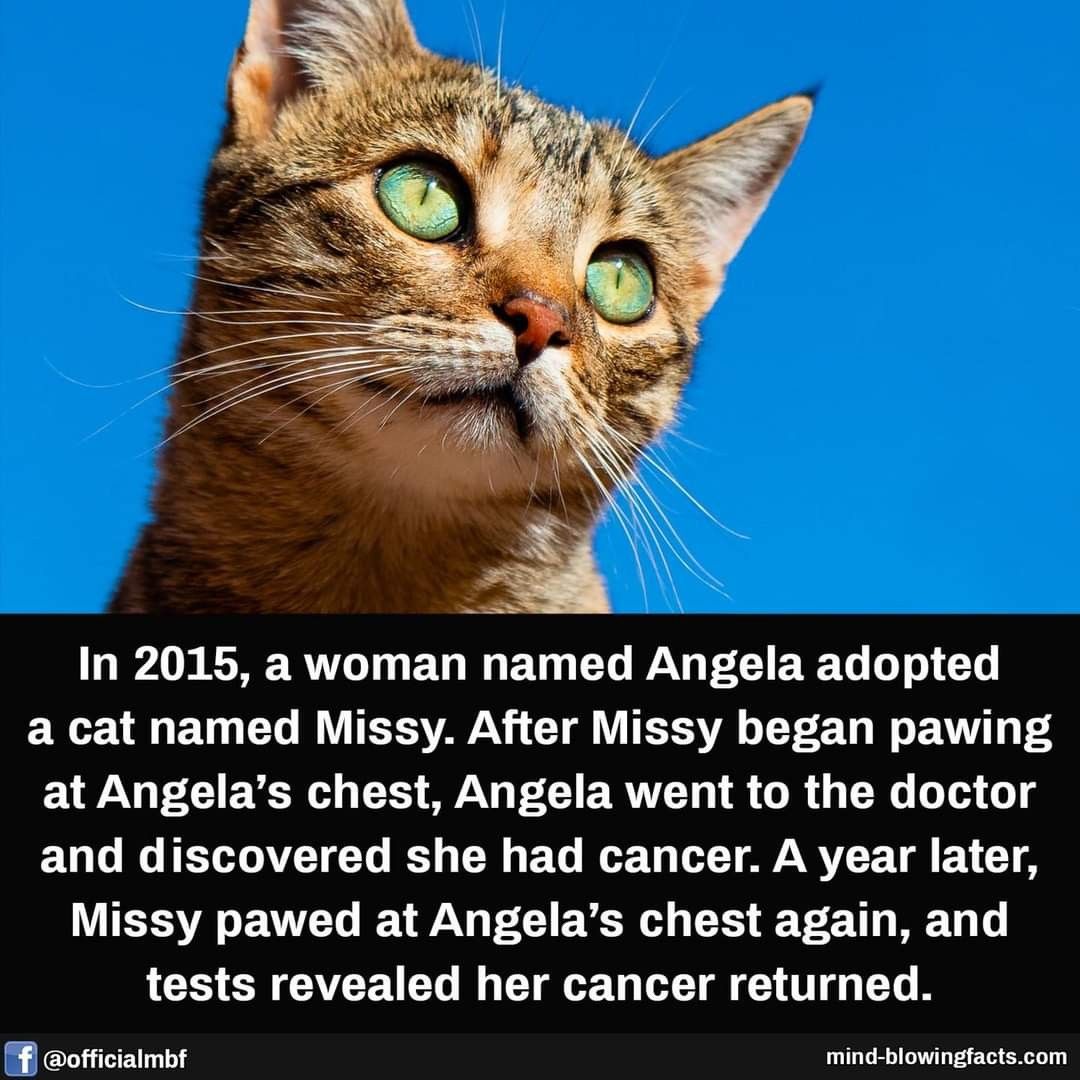 In 2015, a woman named Angela adopted
a cat named Missy. After Missy began pawing
at Angela’s chest, Angela went to the doctor
and discovered she had cancer. A year later,
Missy pawed at Angela’s chest again, and
tests revealed her cancer returned.
f @officialmbf
mind-blowingfacts.com